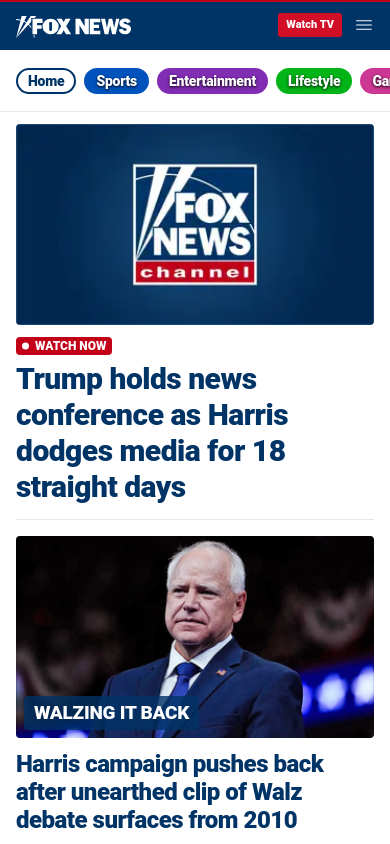 FOX NEWS
Watch TV
Home
Sports
Entertainment
Lifestyle
FOX
NEWS
channel
WATCH NOW
Trump holds news
conference as Harris
dodges media for 18
straight days
WALZING IT BACK
Harris campaign pushes back
after unearthed clip of Walz
debate surfaces from 2010